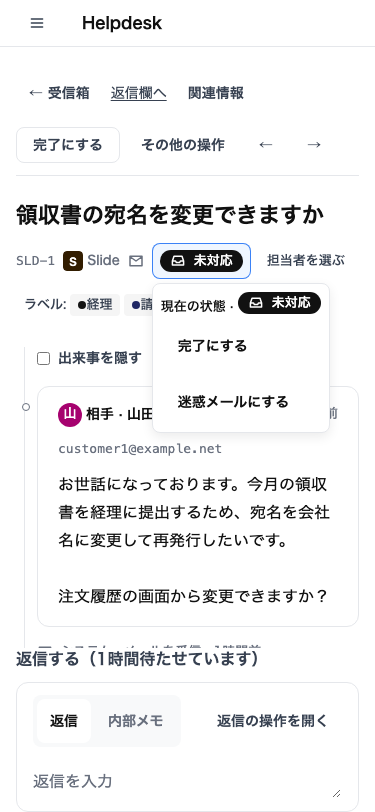 Helpdesk
← 受信箱 返信欄へ 関連情報
完了にする その他の操作 ← →
領収書の宛名を変更できますか
SLD-1 S Slide 未対応 担当者を選ぶ
ラベル: 経理 請
現在の状態 · 未対応
完了にする
迷惑メールにする
出来事を隠す
山 相手 · 山田 前
customer1@example.net
お世話になっております。今月の領収
書を経理に提出するため、宛名を会社
名に変更して再発行したいです。
注文履歴の画面から変更できますか？
返信する（1時間待たせています）
返信 内部メモ 返信の操作を開く
返信を入力